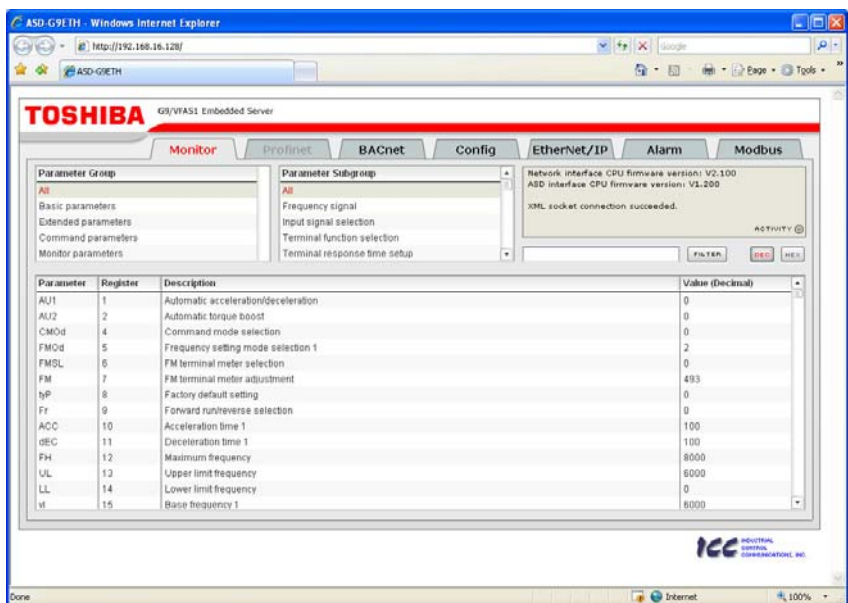 ASD-G9ETH - Windows Internet Explorer
http://192.168.16.128/
Google
ASD-G9ETH
Page
Tools
TOSHIBA
G9/VFAS1 Embedded Server
Monitor
Profinet
BACnet
Config
EtherNet/IP
Alarm
Modbus
Parameter Group
All
Basic parameters
Extended parameters
Command parameters
Monitor parameters
Parameter Subgroup
All
Frequency signal
Input signal selection
Terminal function selection
Terminal response time setup
Network interface CPU firmware version: V2.100
ASD interface CPU firmware version: V1.200
XML socket connection succeeded.
ACTIVITY
FILTER
DEC
HEX
Parameter Register Description Value (Decimal)
AU1 1 Automatic acceleration/deceleration 0
AU2 2 Automatic torque boost 0
CMOd 4 Command mode selection 0
FMOd 5 Frequency setting mode selection 1 2
FMSL 6 FM terminal meter selection 0
FM 7 FM terminal meter adjustment 493
tyP 8 Factory default setting 0
Fr 9 Forward run/reverse selection 0
ACC 10 Acceleration time 1 100
dEC 11 Deceleration time 1 100
FH 12 Maximum frequency 8000
UL 13 Upper limit frequency 6000
LL 14 Lower limit frequency 0
vl 15 Base frequency 1 6000
ICC INDUSTRIAL
CONTROL
COMMUNICATIONS, INC.
Done
Internet
100%